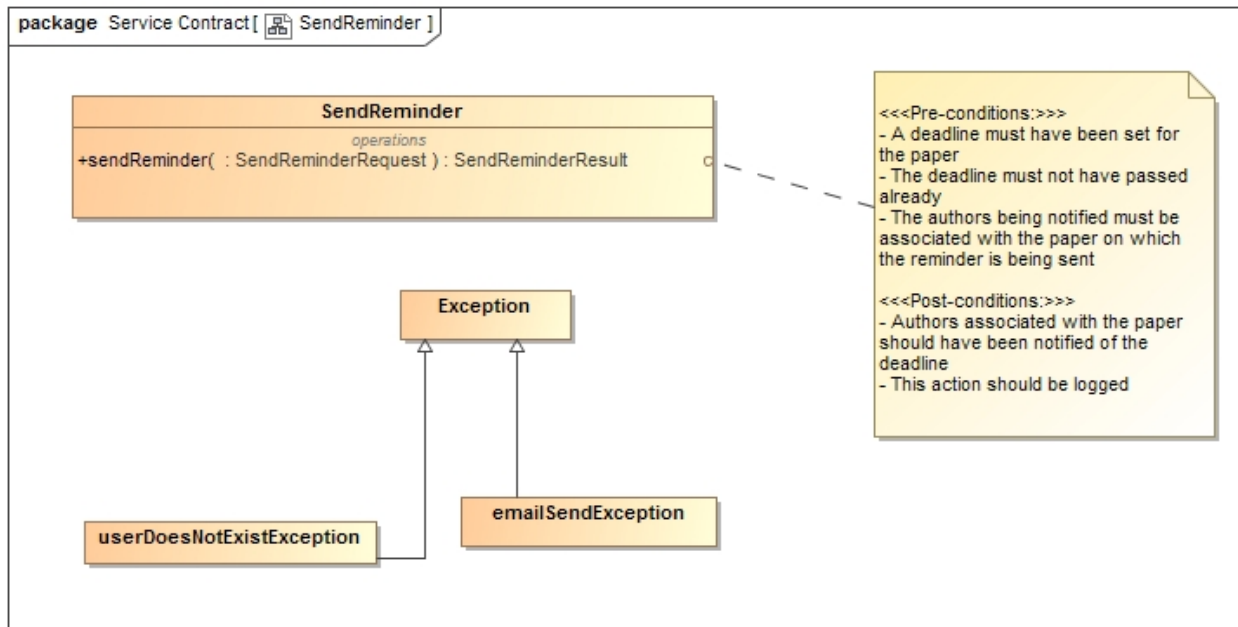 package Service Contract[ SendReminder ]
SendReminder
operations
+sendReminder( : SendReminderRequest ) : SendReminderResult
<<<Pre-conditions:>>>
- A deadline must have been set for
the paper
- The deadline must not have passed
already
- The authors being notified must be
associated with the paper on which
the reminder is being sent
<<<Post-conditions:>>>
- Authors associated with the paper
should have been notified of the
deadline
- This action should be logged
Exception
userDoesNotExistException
emailSendException